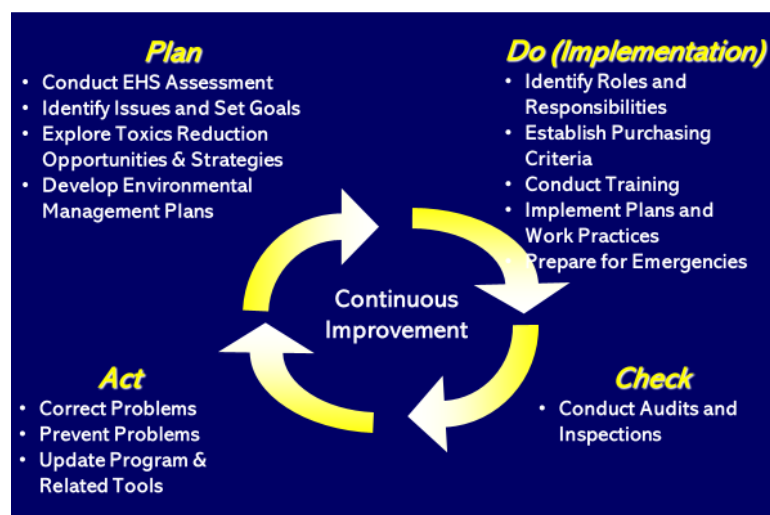 Plan
• Conduct EHS Assessment
• Identify Issues and Set Goals
• Explore Toxics Reduction
Opportunities & Strategies
• Develop Environmental
Management Plans
Do (Implementation)
• Identify Roles and
Responsibilities
• Establish Purchasing
Criteria
• Conduct Training
• Implement Plans and
Work Practices
• Prepare for Emergencies
Continuous
Improvement
Act
• Correct Problems
• Prevent Problems
• Update Program &
Related Tools
Check
• Conduct Audits and
Inspections